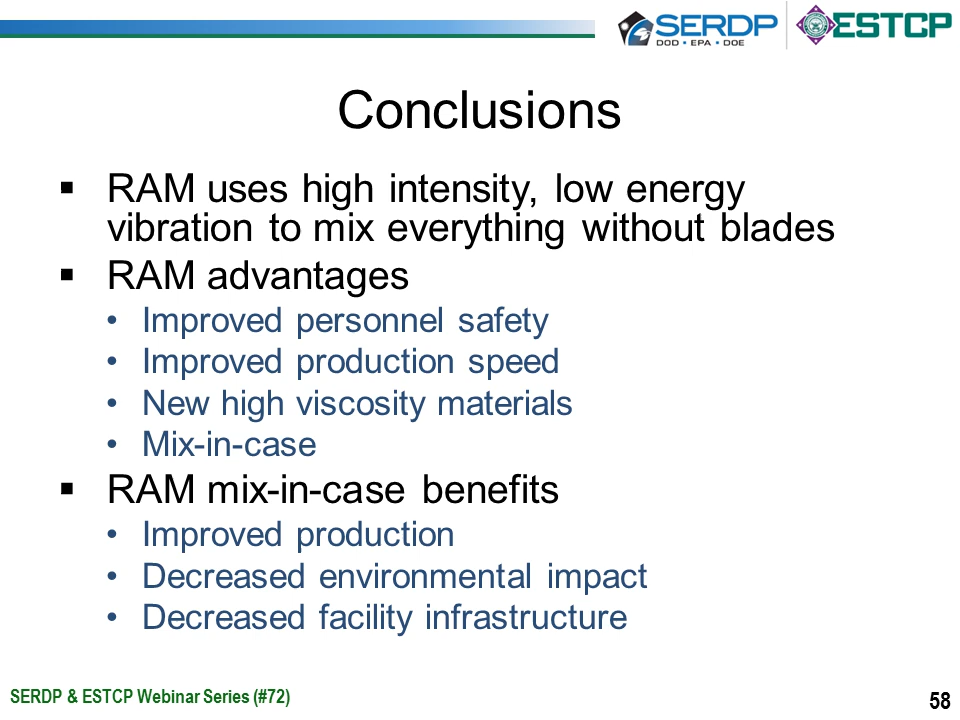 SERDP
DOD • EPA • DOE
ESTCP
Conclusions
▪ RAM uses high intensity, low energy
vibration to mix everything without blades
▪ RAM advantages
• Improved personnel safety
• Improved production speed
• New high viscosity materials
• Mix-in-case
▪ RAM mix-in-case benefits
• Improved production
• Decreased environmental impact
• Decreased facility infrastructure
SERDP & ESTCP Webinar Series (#72)
58